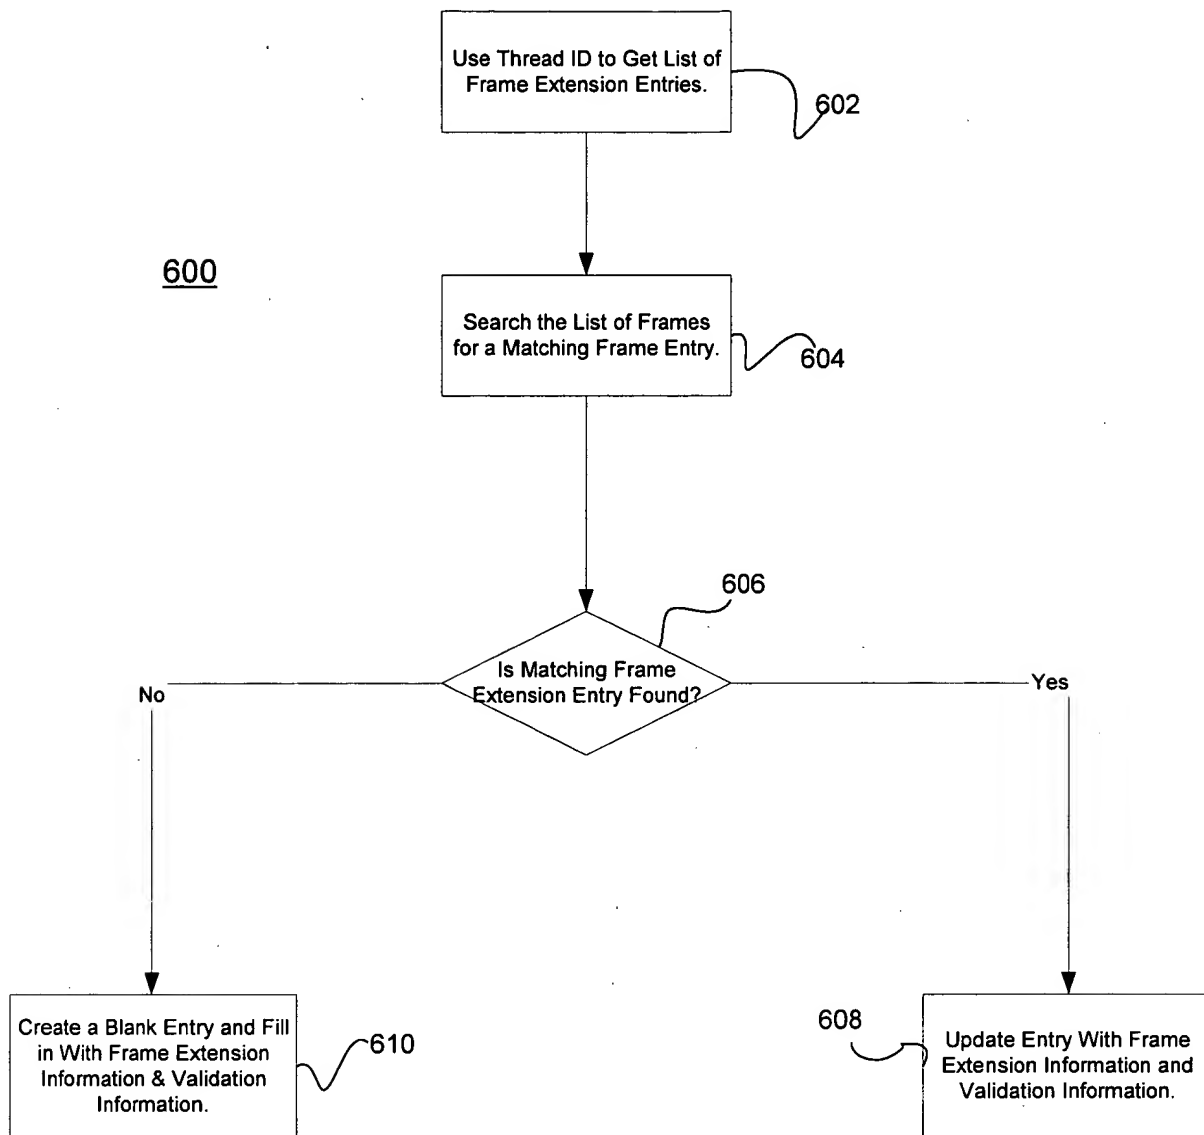 Use Thread ID to Get List of
Frame Extension Entries.
602
600
Search the List of Frames
for a Matching Frame Entry.
604
606
Is Matching Frame
Extension Entry Found?
No
Yes
Create a Blank Entry and Fill
in With Frame Extension
Information & Validation
Information.
610
608
Update Entry With Frame
Extension Information and
Validation Information.